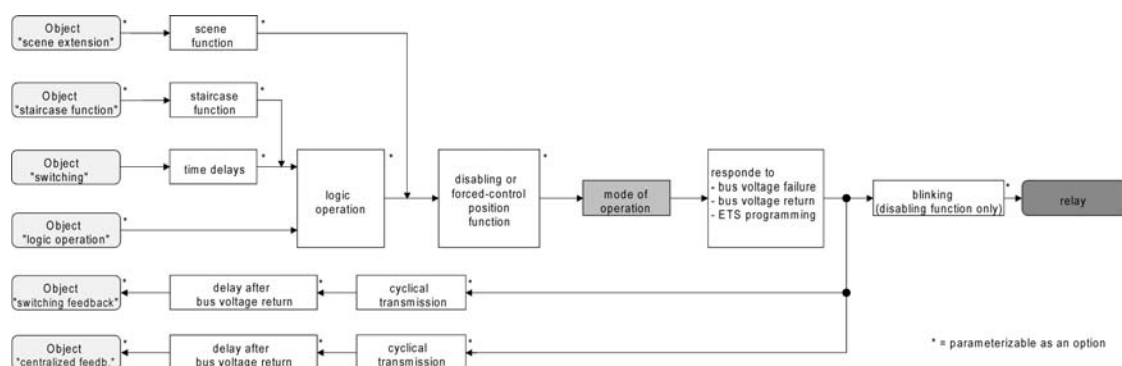 Object
"scene extension"
*
scene
function
*
Object
"staircase function"
*
staircase
function
*
Object
"switching"
time delays
*
Object
"logic operation"
*
logic
operation
*
disabling or
forced-control
position
function
*
mode of
operation
responde to
- bus voltage failure
- bus voltage return
- ETS programming
blinking
(disabling function only)
*
relay
Object
"switching feedback"
*
delay after
bus voltage return
*
cyclical
transmission
*
Object
"centralized feedb."
*
delay after
bus voltage return
*
cyclical
transmission
*
* = parameterizable as an option